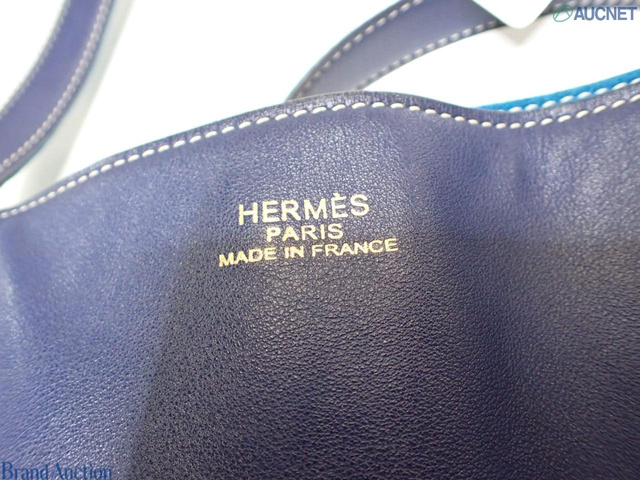 AUCNET
HERMÈS
PARIS
MADE IN FRANCE
Brand Auction